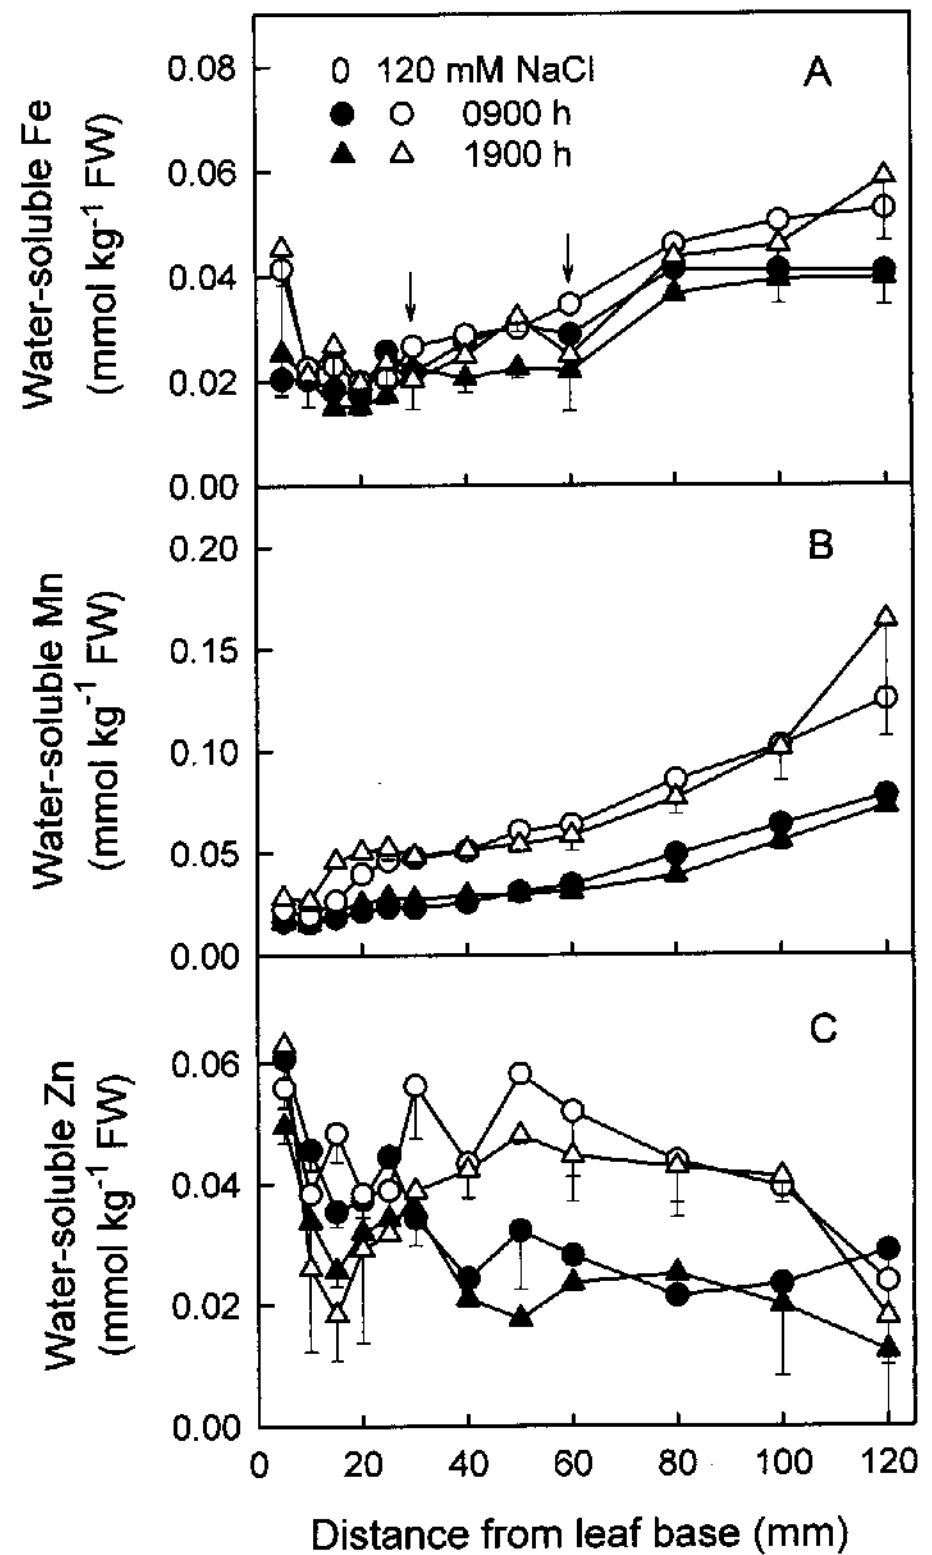 0.08
0.06
0.04
0.02
0.00
Water-soluble Fe
(mmol kg-1 FW)
0 120 mM NaCl
0900 h
1900 h
A
0.20
0.15
0.10
0.05
0.00
Water-soluble Mn
(mmol kg-1 FW)
B
0.06
0.04
0.02
0.00
Water-soluble Zn
(mmol kg-1 FW)
C
0 20 40 60 80 100 120
Distance from leaf base (mm)